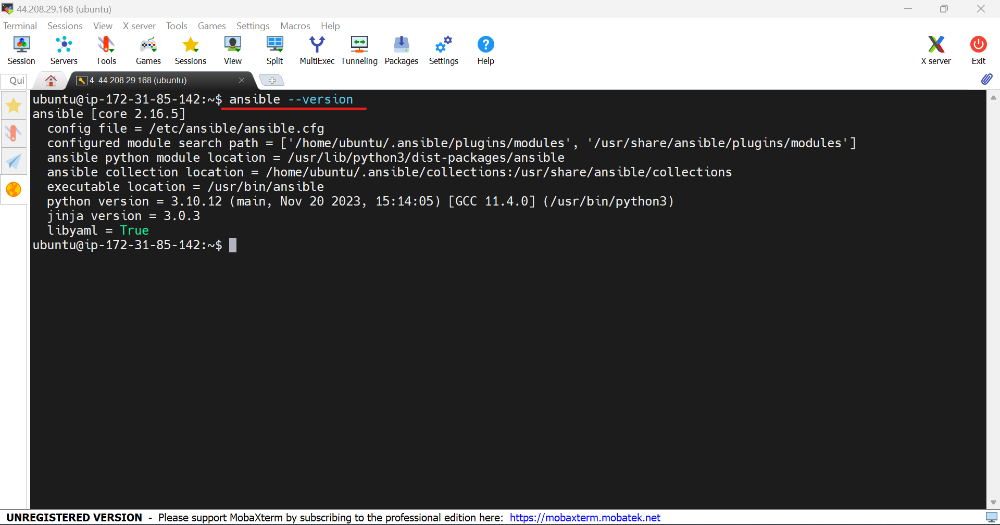 44.208.29.168 (ubuntu)
Terminal Sessions View X server Tools Games Settings Macros Help
Session Servers Tools Games Sessions View Split MultiExec Tunneling Packages Settings Help X server Exit
Qui 4. 44.208.29.168 (ubuntu)
ubuntu@ip-172-31-85-142:~$ ansible --version
ansible [core 2.16.5]
config file = /etc/ansible/ansible.cfg
configured module search path = ['/home/ubuntu/.ansible/plugins/modules', '/usr/share/ansible/plugins/modules']
ansible python module location = /usr/lib/python3/dist-packages/ansible
ansible collection location = /home/ubuntu/.ansible/collections:/usr/share/ansible/collections
executable location = /usr/bin/ansible
python version = 3.10.12 (main, Nov 20 2023, 15:14:05) [GCC 11.4.0] (/usr/bin/python3)
jinja version = 3.0.3
libyaml = True
ubuntu@ip-172-31-85-142:~$
UNREGISTERED VERSION - Please support MobaXterm by subscribing to the professional edition here: https://mobaxterm.mobatek.net